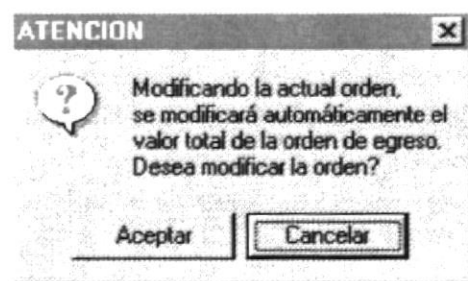 ATENCION
Modificando la actual orden,
se modificará automáticamente el
valor total de la orden de egreso.
Desea modificar la orden?
Aceptar Cancelar